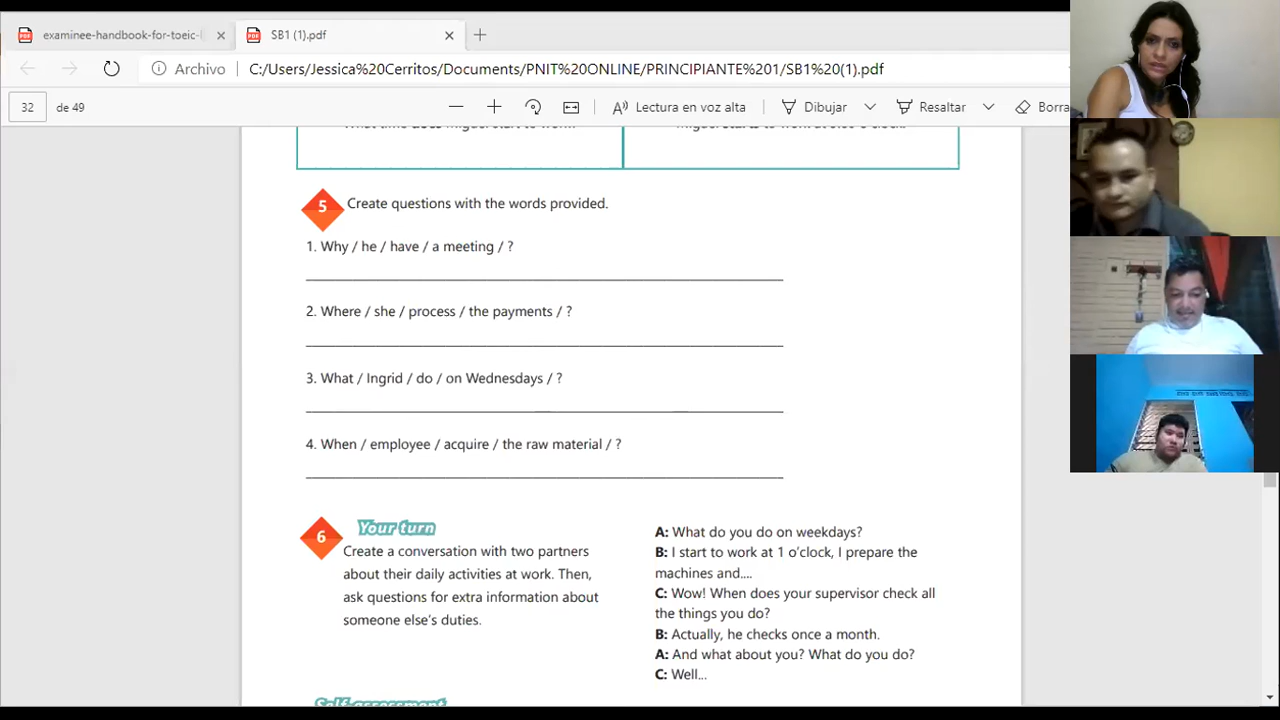 examinee-handbook-for-toeic-l
SB1 (1).pdf
Archivo
C:/Users/Jessica%20Cerritos/Documents/PNIT%20ONLINE/PRINCIPIANTE%201/SB1%20(1).pdf
32 de 49
Lectura en voz alta
Dibujar
Resaltar
Borra
5 Create questions with the words provided.
1. Why / he / have / a meeting / ?
2. Where / she / process / the payments / ?
3. What / Ingrid / do / on Wednesdays / ?
4. When / employee / acquire / the raw material / ?
6 Your turn
Create a conversation with two partners
about their daily activities at work. Then,
ask questions for extra information about
someone else's duties.
A: What do you do on weekdays?
B: I start to work at 1 o'clock, I prepare the
machines and....
C: Wow! When does your supervisor check all
the things you do?
B: Actually, he checks once a month.
A: And what about you? What do you do?
C: Well...
Self-assessment